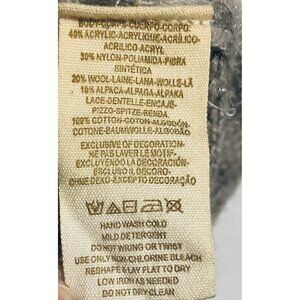 BODY-CORPS-CUERPO-CORPO:
40% ACRYLIC-ACRYLIQUE-ACRÍLICO-
ACRILICO-ACRYL
30% NYLON-POLIAMIDA-FIBRA
SINTÉTICA
20% WOOL-LAINE-LANA-WOLLE-LÃ
10% ALPACA-ALPAGA-ALPAKA
LACE-DENTELLE-ENCAJE-
PIZZO-SPITZE-RENDA
100% COTTON-COTON-ALGODÓN-
COTONE-BAUMWOLLE-ALGODÃO
EXCLUSIVE OF DECORATION-
NE PAS LAVER LE MOTIF-
EXCLUYENDO LA DECORACIÓN-
ESCLUSO IL DECORO-
OHNE DEKO-EXCEPTO DECORAÇÃO
HAND WASH COLD
MILD DETERGENT
DO NOT WRING OR TWIST
USE ONLY NON-CHLORINE BLEACH
RESHAPE & LAY FLAT TO DRY
LOW IRON IF NEEDED
DO NOT DRY CLEAN